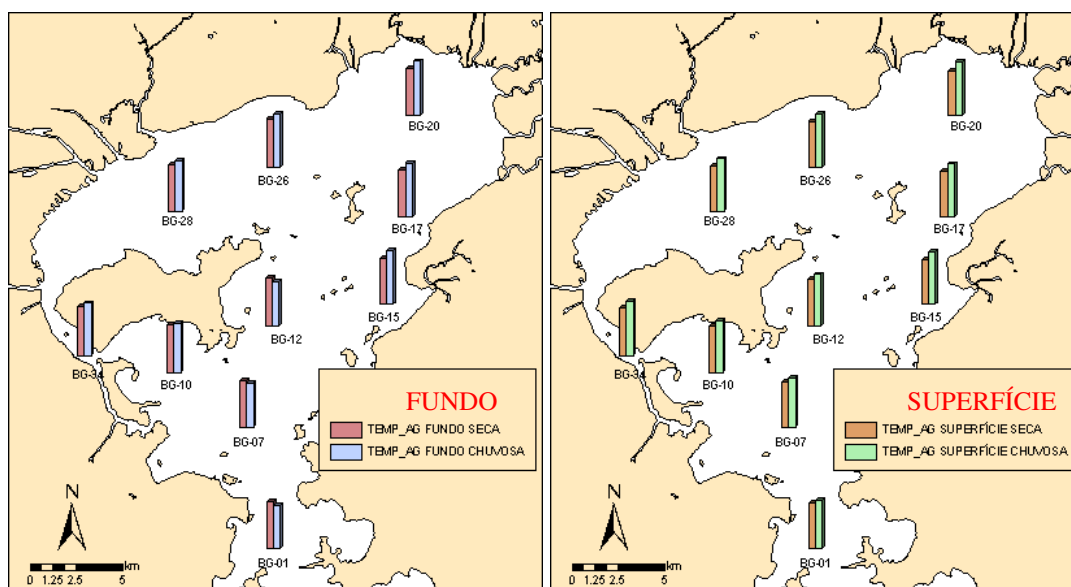 BG-20
BG-26
BG-28
BG-17
BG-15
BG-12
BG-34
BG-10
BG-07
BG-01
FUNDO
TEMP_AG FUNDO SECA
TEMP_AG FUNDO CHUVOSA
N
0 1.25 2.5 5 km
BG-20
BG-26
BG-28
BG-17
BG-15
BG-12
BG-34
BG-10
BG-07
BG-01
SUPERFÍCIE
TEMP_AG SUPERFÍCIE SECA
TEMP_AG SUPERFÍCIE CHUVOSA
N
0 1.25 2.5 5 km